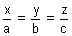 x/a = y/b = z/c